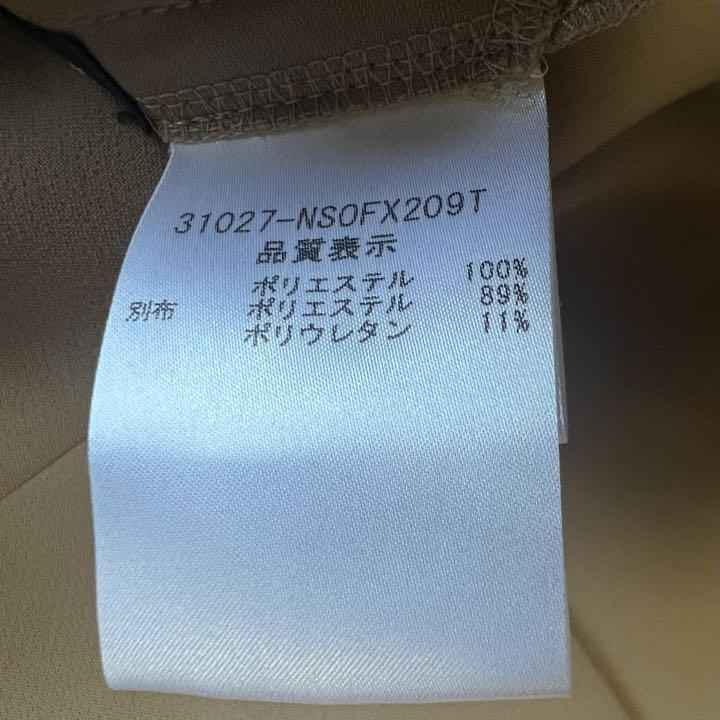 31027-NSOFX209T
品質表示
ポリエステル 100%
別布 ポリエステル 89%
ポリウレタン 11%